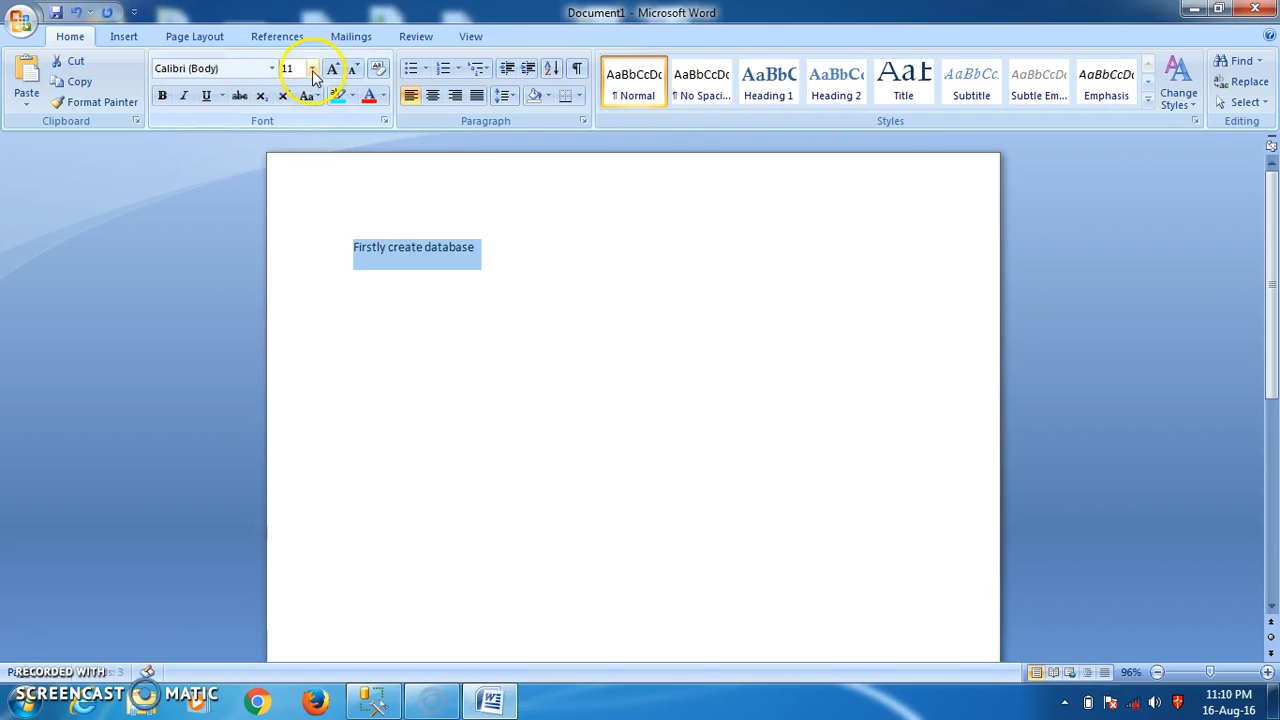 Document1 - Microsoft Word
Home Insert Page Layout References Mailings Review View
Paste Cut Copy Format Painter Clipboard
Calibri (Body) 11
Font
Paragraph
AaBbCcDc AaBbCcDc AaBbC AaBbCc AaBb AaBbCc. AaBbCcDc AaBbCcDc
¶ Normal ¶ No Spaci... Heading 1 Heading 2 Title Subtitle Subtle Em... Emphasis
Change Styles
Styles
Find Replace Select Editing
Firstly create database
RECORDED WITH
SCREENCAST MATIC
96%
11:10 PM
16-Aug-16